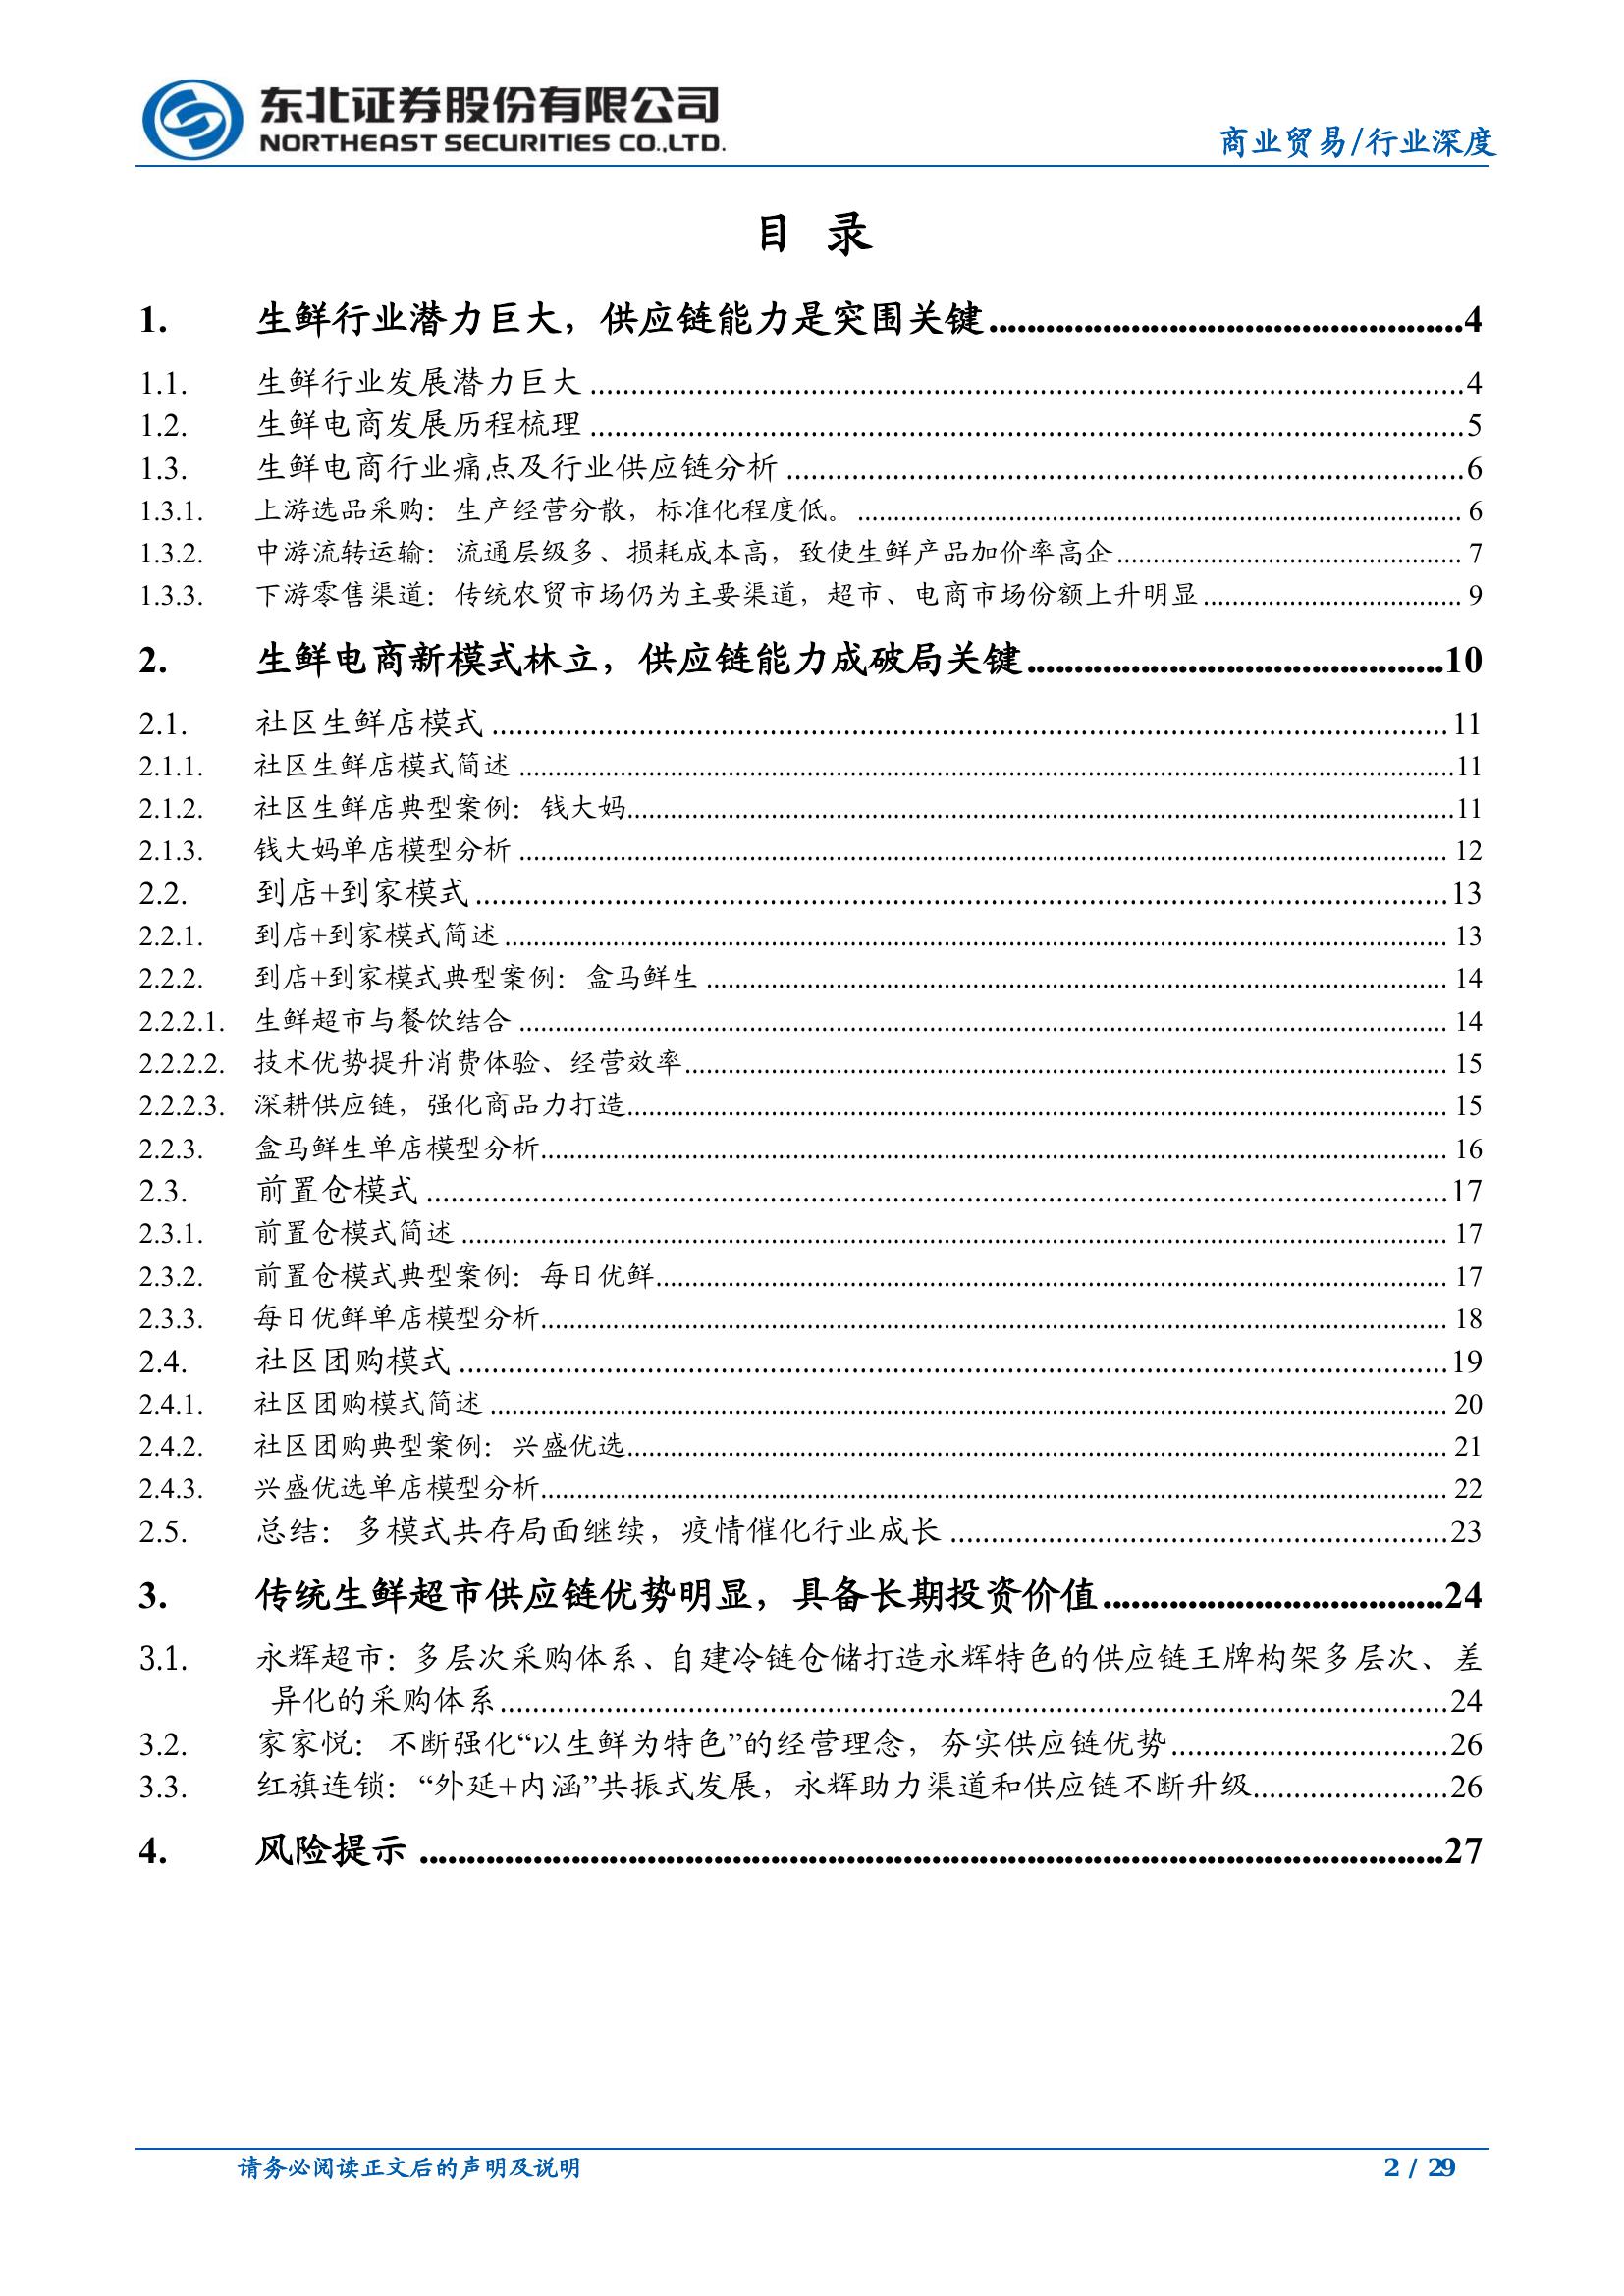 东北证券股份有限公司
NORTHEAST SECURITIES CO.,LTD.
商业贸易/行业深度
目 录
1. 生鲜行业潜力巨大，供应链能力是突围关键..................................................4
1.1. 生鲜行业发展潜力巨大 ..................................................4
1.2. 生鲜电商发展历程梳理 ..................................................5
1.3. 生鲜电商行业痛点及行业供应链分析 ..................................................6
1.3.1. 上游选品采购：生产经营分散，标准化程度低。 .................................................. 6
1.3.2. 中游流转运输：流通层级多、损耗成本高，致使生鲜产品加价率高企.................................................. 7
1.3.3. 下游零售渠道：传统农贸市场仍为主要渠道，超市、电商市场份额上升明显.................................... 9
2. 生鲜电商新模式林立，供应链能力成破局关键............................................10
2.1. 社区生鲜店模式 ..................................................11
2.1.1. 社区生鲜店模式简述 ..................................................11
2.1.2. 社区生鲜店典型案例：钱大妈..................................................11
2.1.3. 钱大妈单店模型分析 .................................................. 12
2.2. 到店+到家模式 ..................................................13
2.2.1. 到店+到家模式简述 .................................................. 13
2.2.2. 到店+到家模式典型案例：盒马鲜生 .................................................. 14
2.2.2.1. 生鲜超市与餐饮结合 .................................................. 14
2.2.2.2. 技术优势提升消费体验、经营效率.................................................. 15
2.2.2.3. 深耕供应链，强化商品力打造.................................................. 15
2.2.3. 盒马鲜生单店模型分析.................................................. 16
2.3. 前置仓模式 ..................................................17
2.3.1. 前置仓模式简述 .................................................. 17
2.3.2. 前置仓模式典型案例：每日优鲜.................................................. 17
2.3.3. 每日优鲜单店模型分析.................................................. 18
2.4. 社区团购模式 ..................................................19
2.4.1. 社区团购模式简述 .................................................. 20
2.4.2. 社区团购典型案例：兴盛优选.................................................. 21
2.4.3. 兴盛优选单店模型分析.................................................. 22
2.5. 总结：多模式共存局面继续，疫情催化行业成长 ..................................................23
3. 传统生鲜超市供应链优势明显，具备长期投资价值....................................24
3.1. 永辉超市：多层次采购体系、自建冷链仓储打造永辉特色的供应链王牌构架多层次、差
异化的采购体系..................................................24
3.2. 家家悦：不断强化“以生鲜为特色”的经营理念，夯实供应链优势..................................26
3.3. 红旗连锁：“外延+内涵”共振式发展，永辉助力渠道和供应链不断升级........................26
4. 风险提示 ..................................................27
请务必阅读正文后的声明及说明
2 / 29